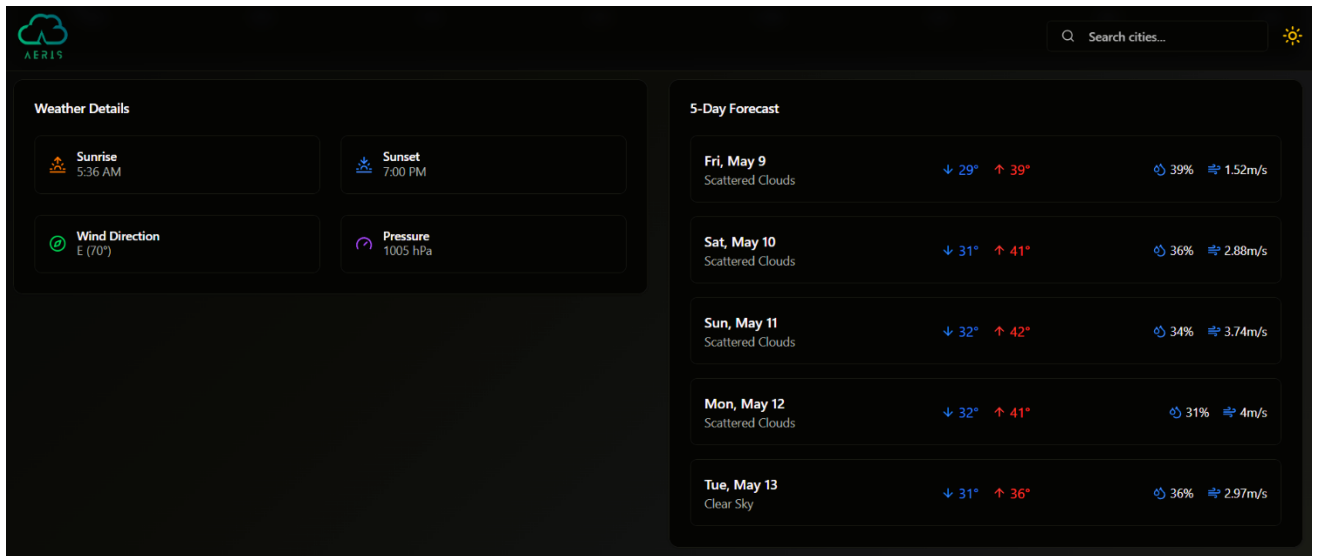 AERIS
Search cities...
Weather Details
Sunrise
5:36 AM
Sunset
7:00 PM
Wind Direction
E (70°)
Pressure
1005 hPa
5-Day Forecast
Fri, May 9
Scattered Clouds
↓ 29° ↑ 39° 39% 1.52m/s
Sat, May 10
Scattered Clouds
↓ 31° ↑ 41° 36% 2.88m/s
Sun, May 11
Scattered Clouds
↓ 32° ↑ 42° 34% 3.74m/s
Mon, May 12
Scattered Clouds
↓ 32° ↑ 41° 31% 4m/s
Tue, May 13
Clear Sky
↓ 31° ↑ 36° 36% 2.97m/s